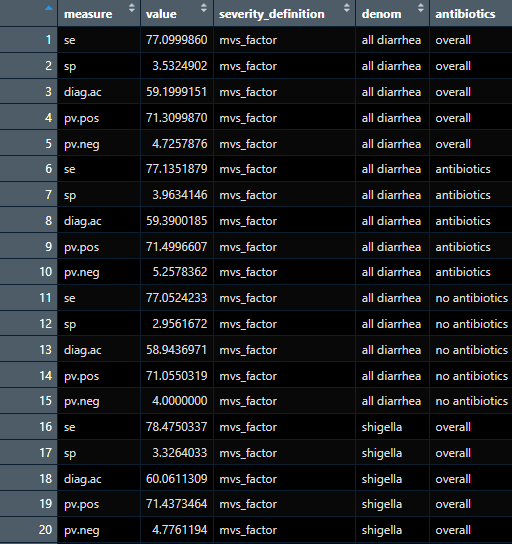 measure value severity_definition denom antibiotics
1 se 77.0999860 mvs_factor all diarrhea overall
2 sp 3.5324902 mvs_factor all diarrhea overall
3 diag.ac 59.1999151 mvs_factor all diarrhea overall
4 pv.pos 71.3099870 mvs_factor all diarrhea overall
5 pv.neg 4.7257876 mvs_factor all diarrhea overall
6 se 77.1351879 mvs_factor all diarrhea antibiotics
7 sp 3.9634146 mvs_factor all diarrhea antibiotics
8 diag.ac 59.3900185 mvs_factor all diarrhea antibiotics
9 pv.pos 71.4996607 mvs_factor all diarrhea antibiotics
10 pv.neg 5.2578362 mvs_factor all diarrhea antibiotics
11 se 77.0524233 mvs_factor all diarrhea no antibiotics
12 sp 2.9561672 mvs_factor all diarrhea no antibiotics
13 diag.ac 58.9436971 mvs_factor all diarrhea no antibiotics
14 pv.pos 71.0550319 mvs_factor all diarrhea no antibiotics
15 pv.neg 4.0000000 mvs_factor all diarrhea no antibiotics
16 se 78.4750337 mvs_factor shigella overall
17 sp 3.3264033 mvs_factor shigella overall
18 diag.ac 60.0611309 mvs_factor shigella overall
19 pv.pos 71.4373464 mvs_factor shigella overall
20 pv.neg 4.7761194 mvs_factor shigella overall